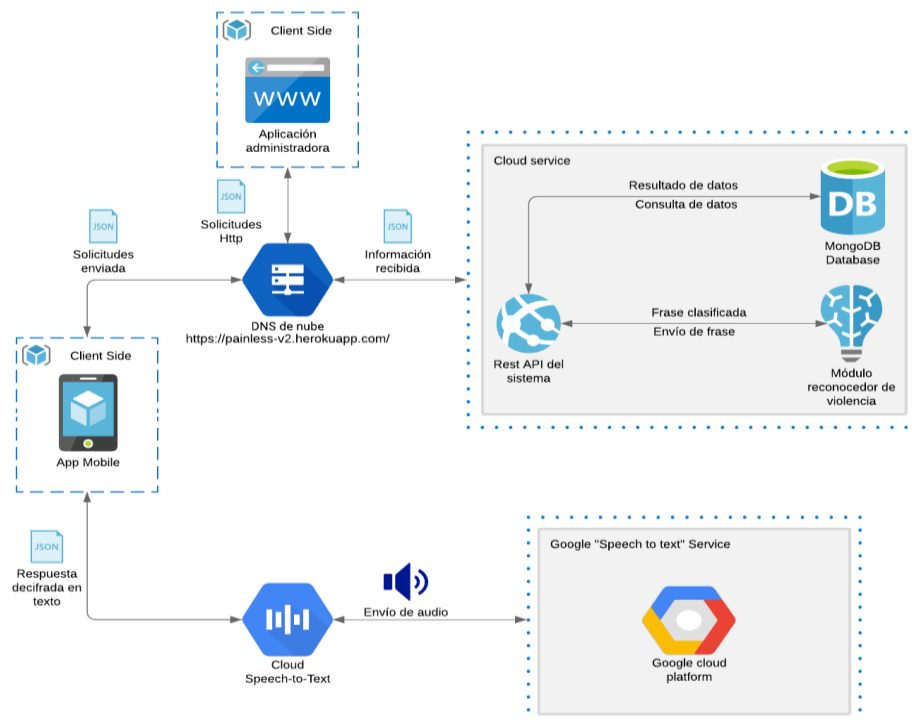 Client Side
WWW
Aplicación
administradora
JSON
Solicitudes
Http
JSON
Solicitudes
enviada
JSON
Información
recibida
DNS de nube
https://painless-v2.herokuapp.com/
Cloud service
Resultado de datos
Consulta de datos
DB
MongoDB
Database
Frase clasificada
Envío de frase
Rest API del
sistema
Módulo
reconocedor de
violencia
Client Side
App Mobile
JSON
Respuesta
decifrada en
texto
Envío de audio
Cloud
Speech-to-Text
Google "Speech to text" Service
Google cloud
platform